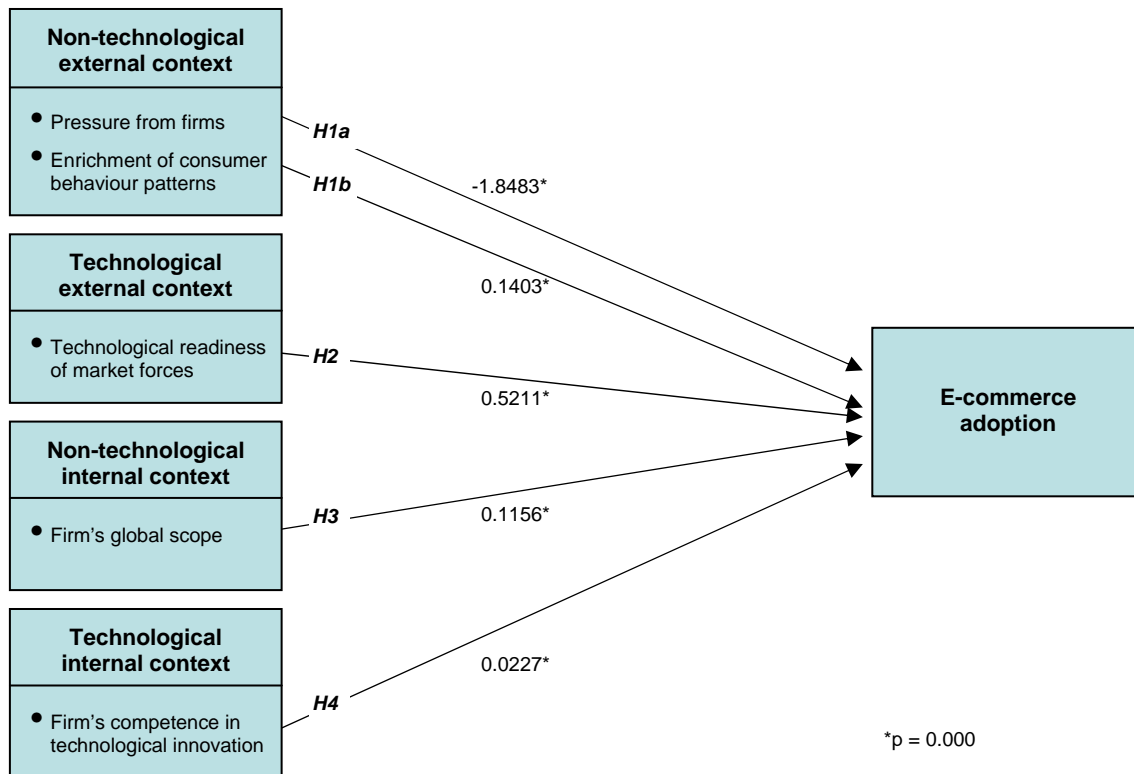 Non-technological
external context
• Pressure from firms
• Enrichment of consumer
behaviour patterns
H1a
H1b
-1.8483*
0.1403*
Technological
external context
• Technological readiness
of market forces
H2
0.5211*
E-commerce
adoption
Non-technological
internal context
• Firm's global scope
H3
0.1156*
Technological
internal context
• Firm's competence in
technological innovation
H4
0.0227*
*p = 0.000